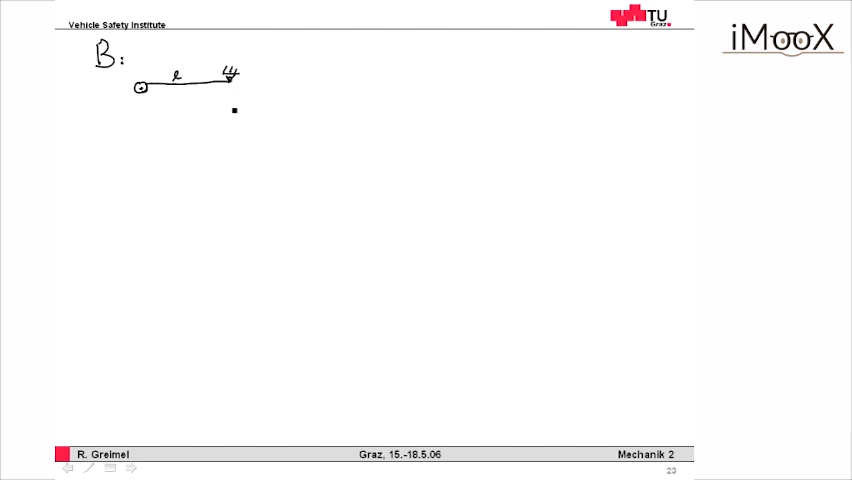 Vehicle Safety Institute
TU
Graz
iMooX
B:
l
R. Greimel
Graz, 15.-18.5.06
Mechanik 2
23